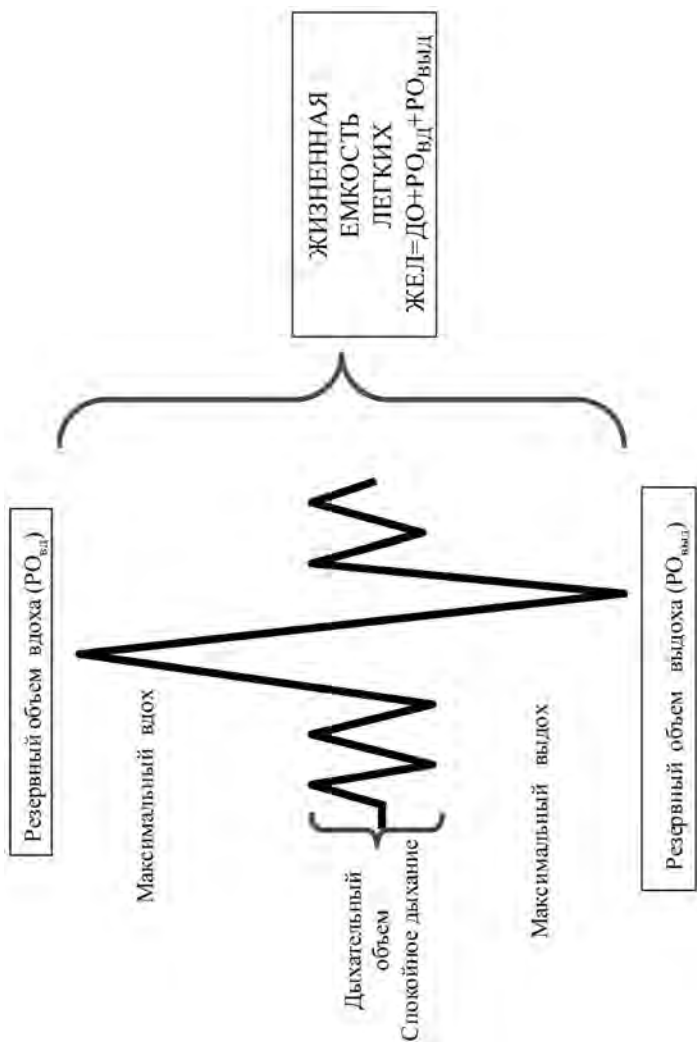 Резервный объем вдоха (РОвд)
Максимальный вдох
Дыхательный
объем
Спокойное дыхание
Максимальный выдох
Резервный объем выдоха (РОвыд)
ЖИЗНЕННАЯ
ЕМКОСТЬ
ЛЕГКИХ
ЖЕЛ=ДО+РОВД+РОВЫД